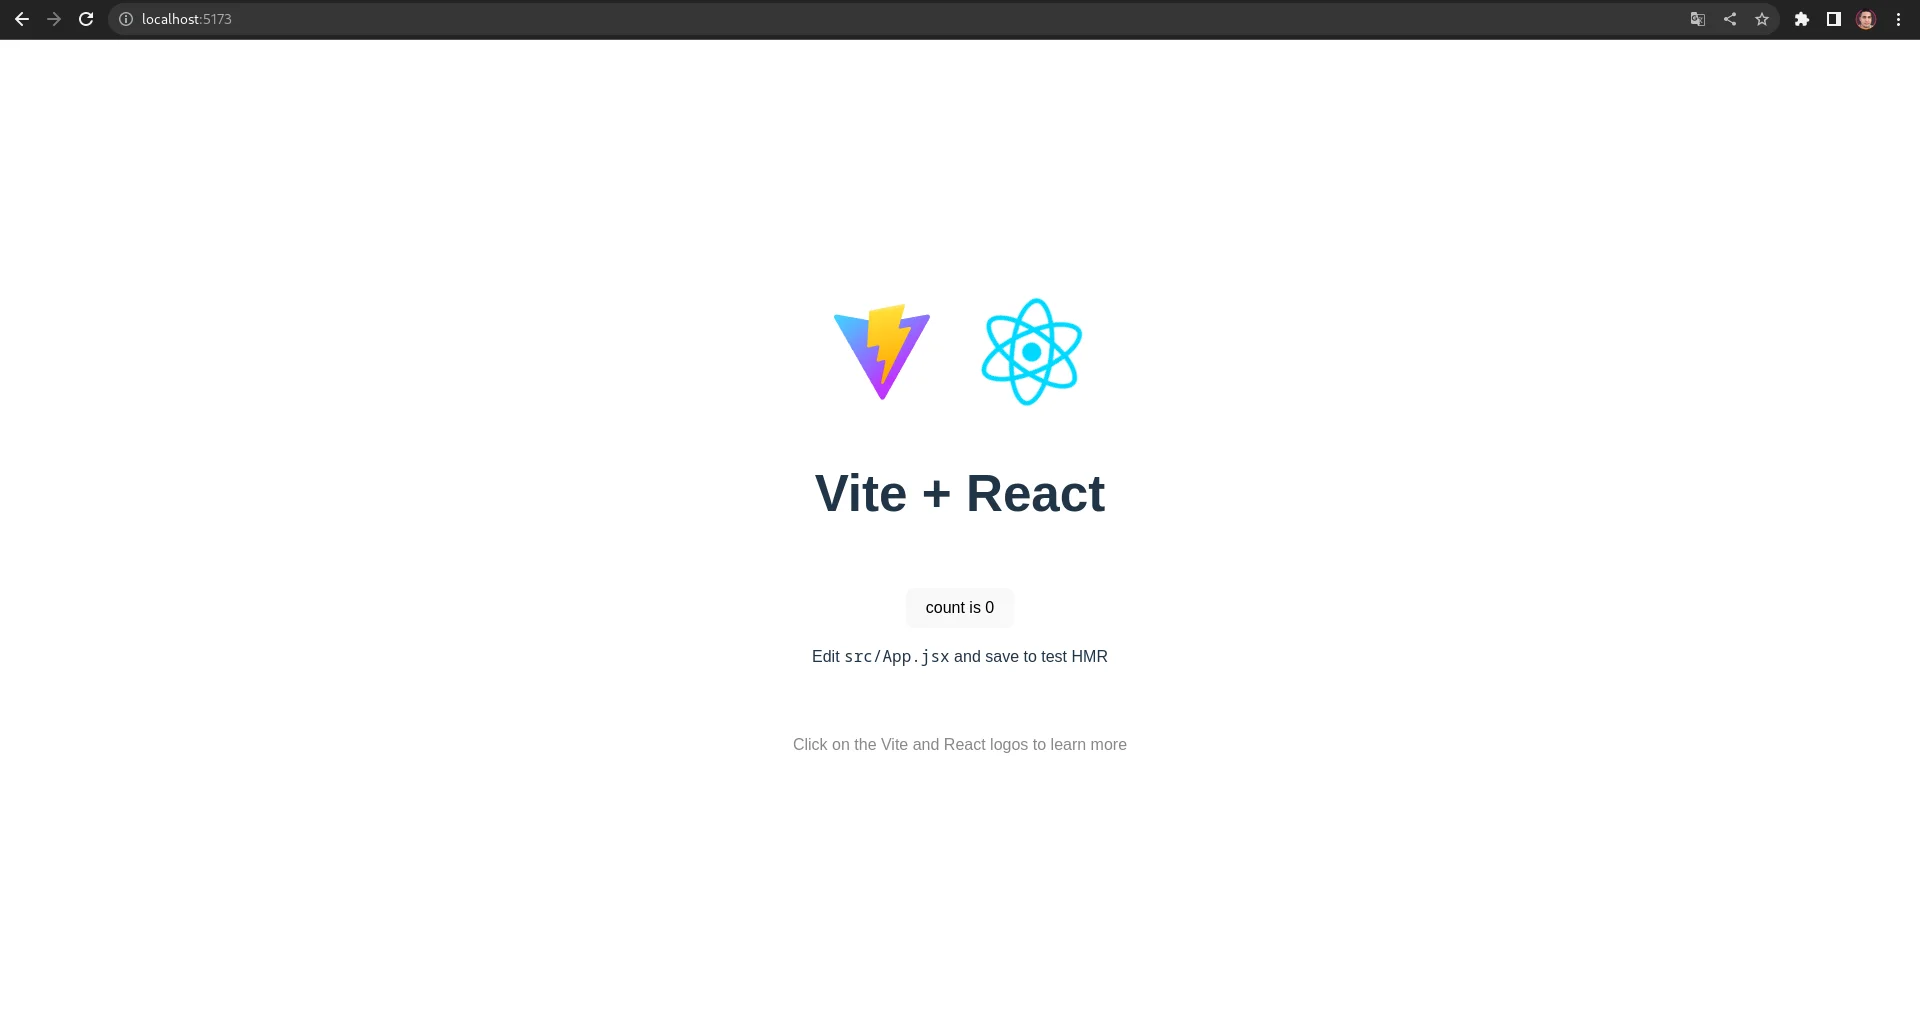 localhost:5173
Vite + React
count is 0
Edit src/App.jsx and save to test HMR
Click on the Vite and React logos to learn more